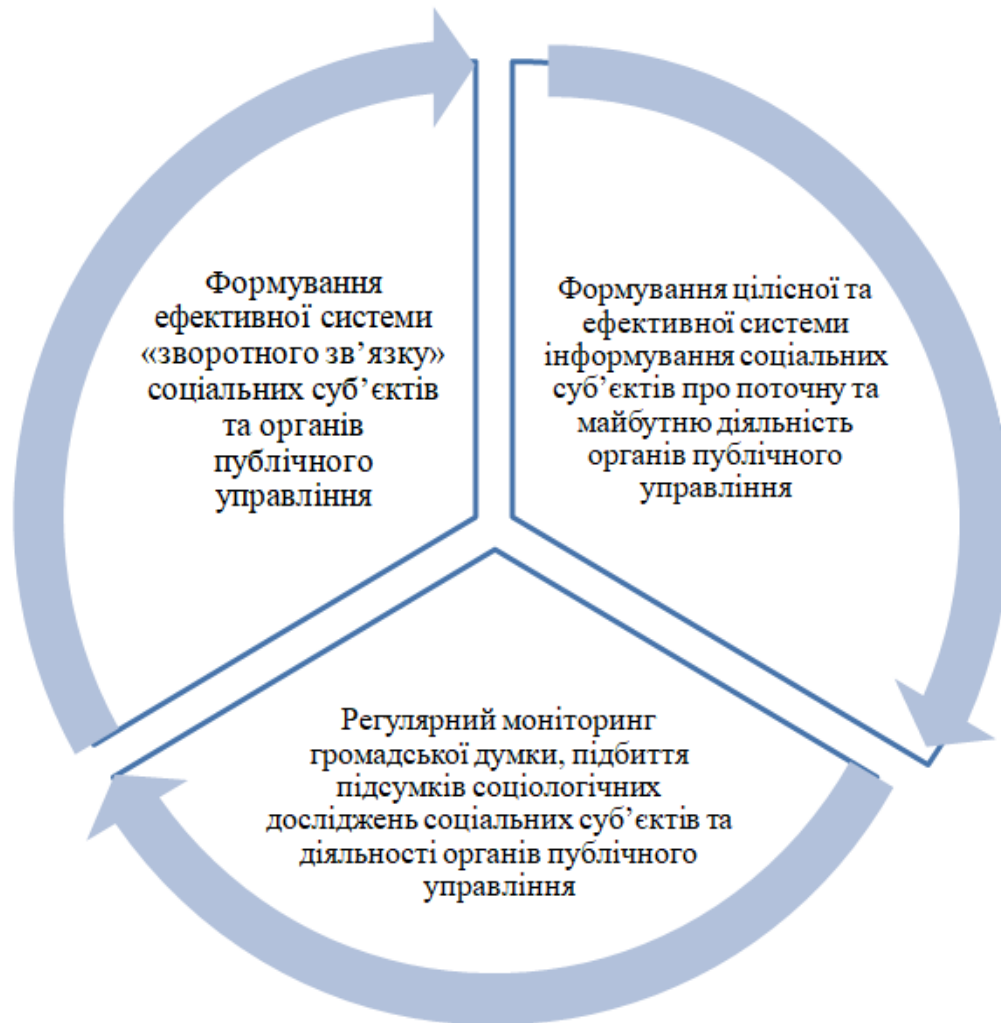 Формування
ефективної системи
«зворотного зв’язку»
соціальних суб’єктів
та органів
публічного
управління
Формування цілісної та
ефективної системи
інформування соціальних
суб’єктів про поточну та
майбутню діяльність
органів публічного
управління
Регулярний моніторинг
громадської думки, підбиття
підсумків соціологічних
досліджень соціальних суб’єктів та
діяльності органів публічного
управління